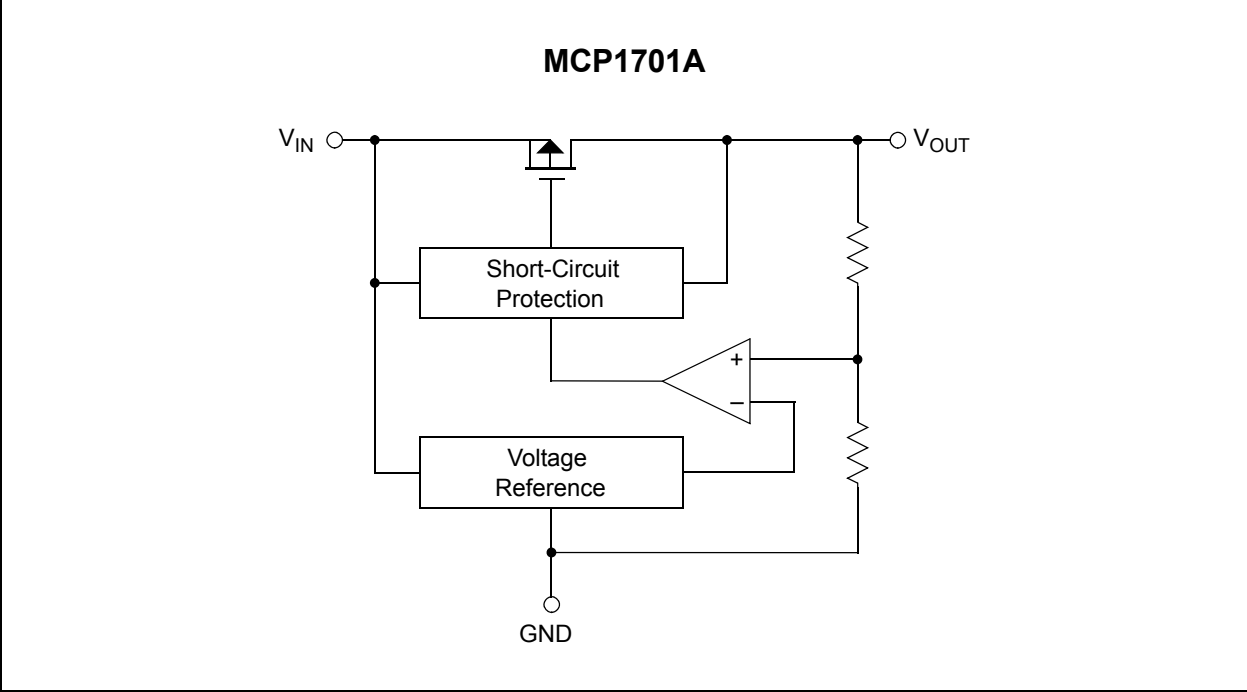 MCP1701A
VIN
VOUT
Short-Circuit
Protection
+
–
Voltage
Reference
GND